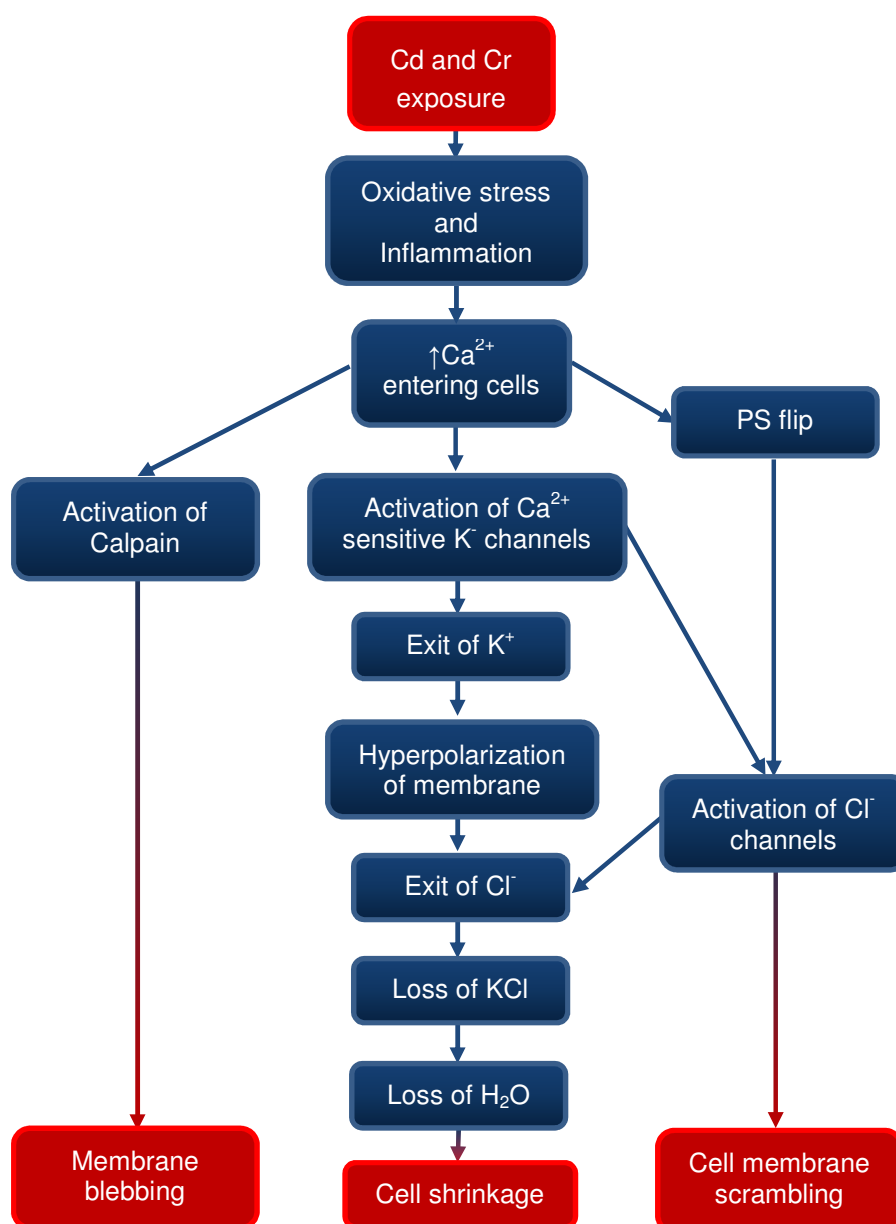 Cd and Cr
exposure
Oxidative stress
and
Inflammation
↑Ca²⁺
entering cells
PS flip
Activation of
Calpain
Activation of Ca²⁺
sensitive K⁻ channels
Exit of K⁺
Hyperpolarization
of membrane
Activation of Cl⁻
channels
Exit of Cl⁻
Loss of KCl
Loss of H₂O
Membrane
blebbing
Cell shrinkage
Cell membrane
scrambling